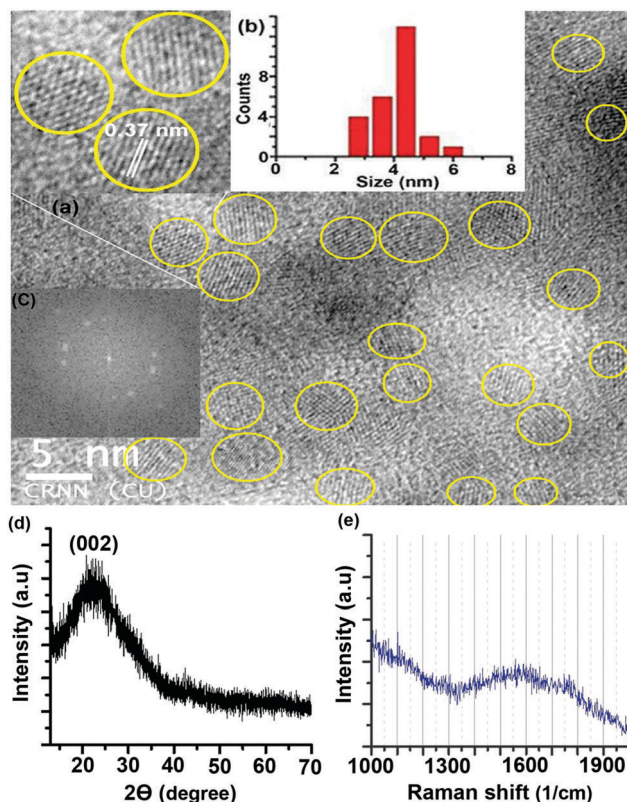 (b)
12
8
4
0
Counts
0 2 4 6 8
Size (nm)
0.37 nm
(a)
(C)
5 nm
CRNN (CU)
(d)
(002)
Intensity (a.u)
20 30 40 50 60 70
2Θ (degree)
(e)
Intensity (a.u)
1000 1300 1600 1900
Raman shift (1/cm)